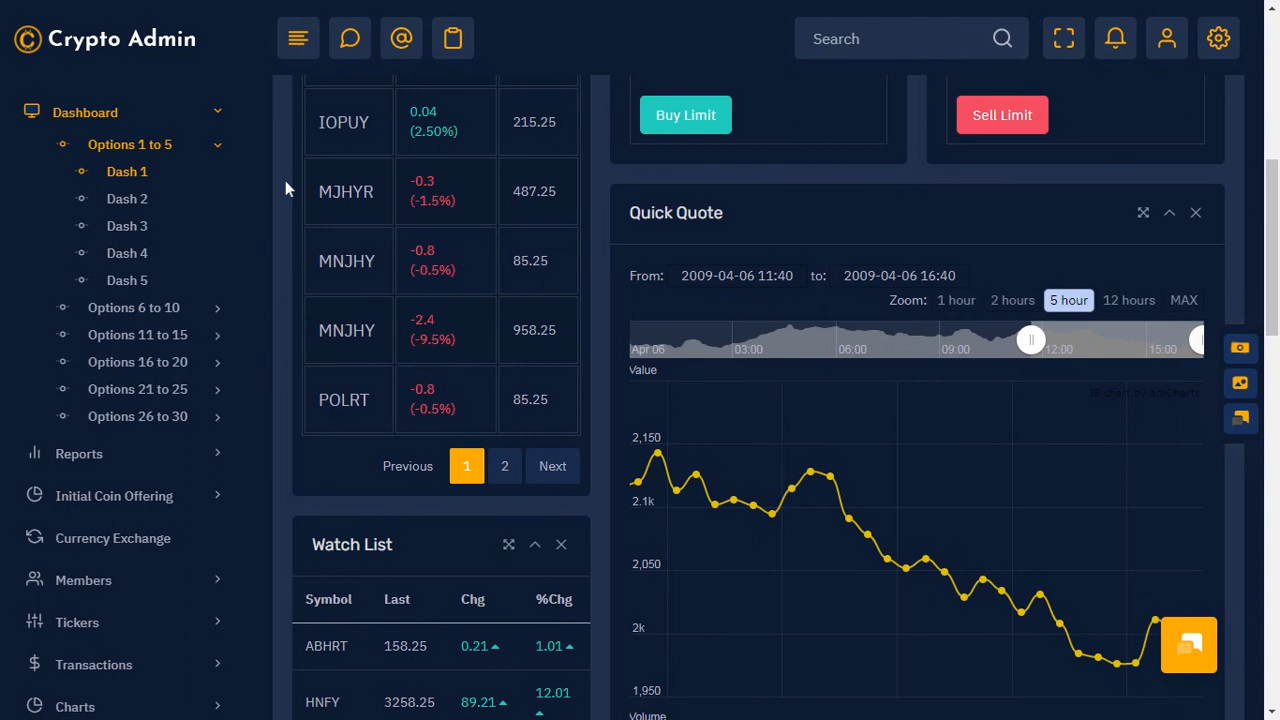 Crypto Admin
Search
Dashboard
Options 1 to 5
Dash 1
Dash 2
Dash 3
Dash 4
Dash 5
Options 6 to 10
Options 11 to 15
Options 16 to 20
Options 21 to 25
Options 26 to 30
Reports
Initial Coin Offering
Currency Exchange
Members
Tickers
Transactions
Charts
IOPUY 0.04 215.25
(2.50%)
MJHYR -0.3 487.25
(-1.5%)
MNJHY -0.8 85.25
(-0.5%)
MNJHY -2.4 958.25
(-9.5%)
POLRT -0.8 85.25
(-0.5%)
Previous 1 2 Next
Watch List
Symbol Last Chg %Chg
ABHRT 158.25 0.21 1.01
HNFY 3258.25 89.21 12.01
Buy Limit
Sell Limit
Quick Quote
From: 2009-04-06 11:40 to: 2009-04-06 16:40
Zoom: 1 hour 2 hours 5 hour 12 hours MAX
Apr 06 03:00 06:00 09:00 12:00 15:00
Value
JS chart by amCharts
2,150
2.1k
2,050
2k
1,950
Volume